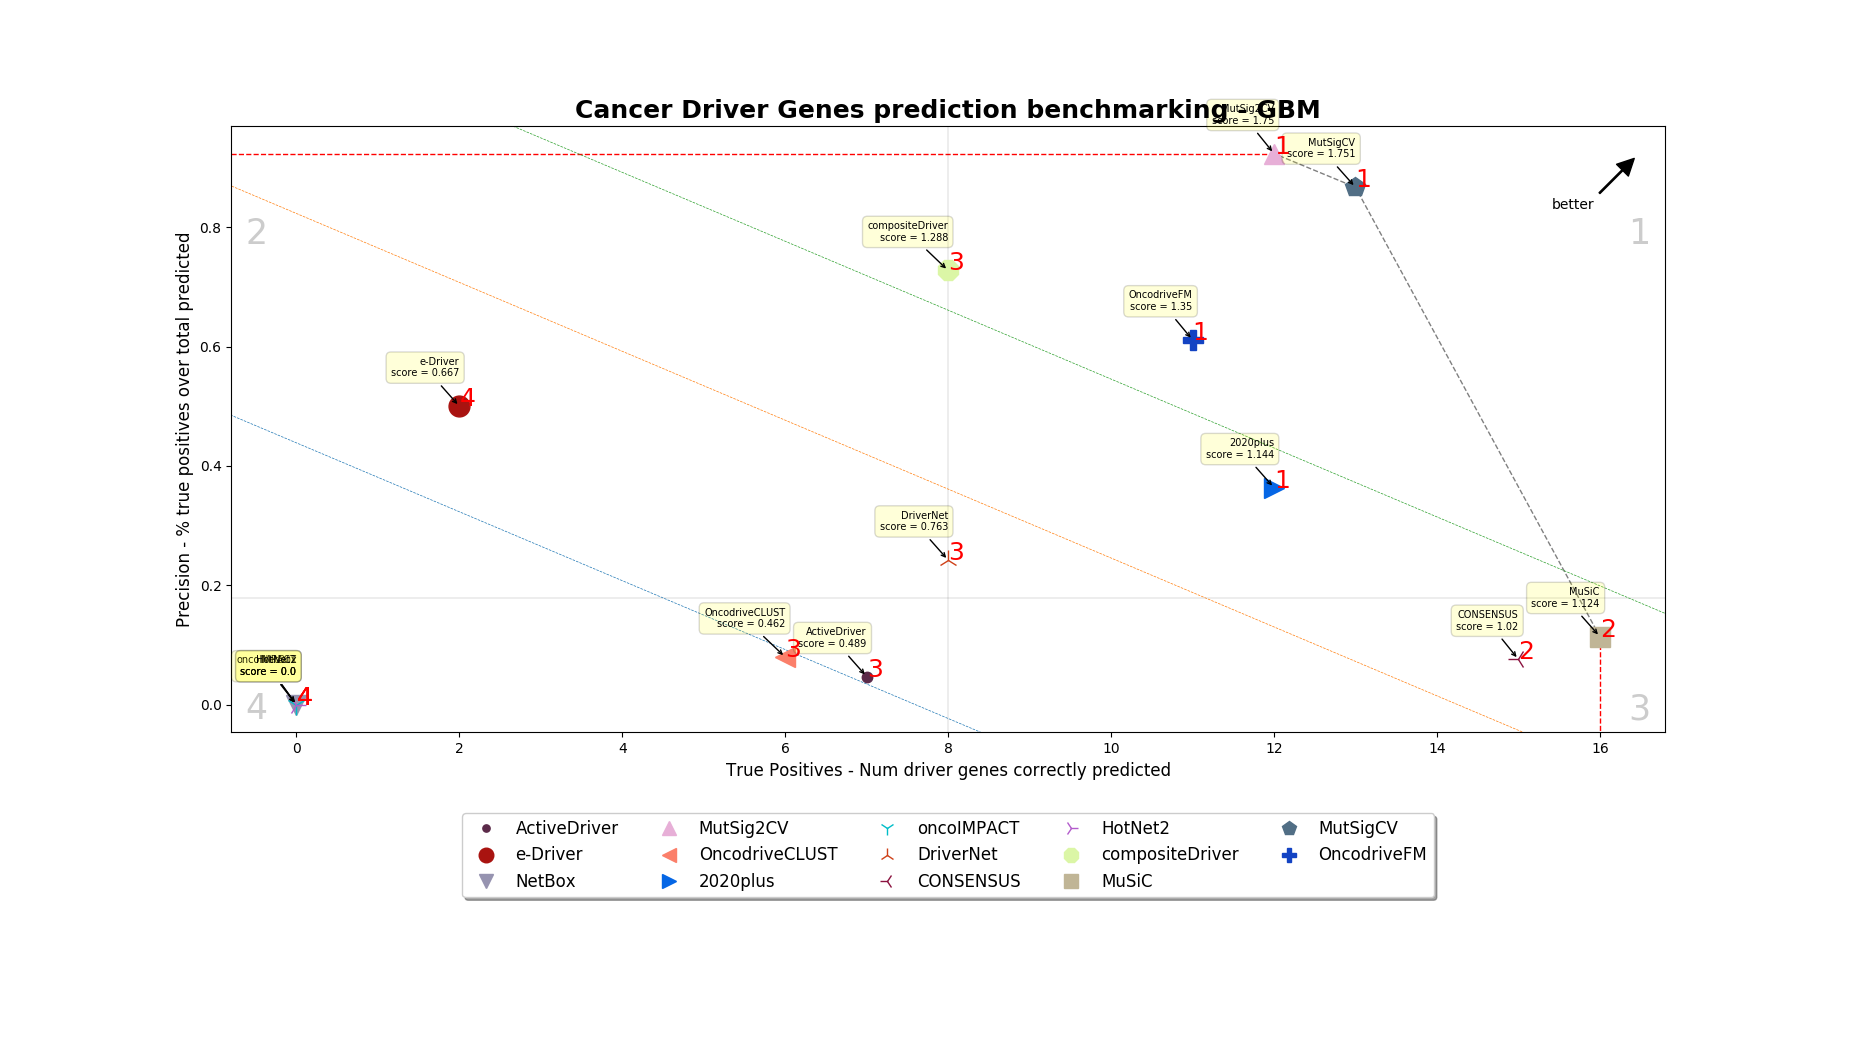 Cancer Driver Genes prediction benchmarking - GBM
MutSig2CV
score = 1.75
MutSigCV
score = 1.751
better
compositeDriver
score = 1.288
OncodriveFM
score = 1.35
e-Driver
score = 0.667
2020plus
score = 1.144
DriverNet
score = 0.763
MuSiC
score = 1.124
CONSENSUS
score = 1.02
OncodriveCLUST
score = 0.462
ActiveDriver
score = 0.489
score = 0.0
1
1
3
1
4
1
3
2
2
3
3
4
2
1
4
3
0.8
0.6
0.4
0.2
0.0
Precision - % true positives over total predicted
0 2 4 6 8 10 12 14 16
True Positives - Num driver genes correctly predicted
ActiveDriver MutSig2CV oncoIMPACT HotNet2 MutSigCV
e-Driver OncodriveCLUST DriverNet compositeDriver OncodriveFM
NetBox 2020plus CONSENSUS MuSiC